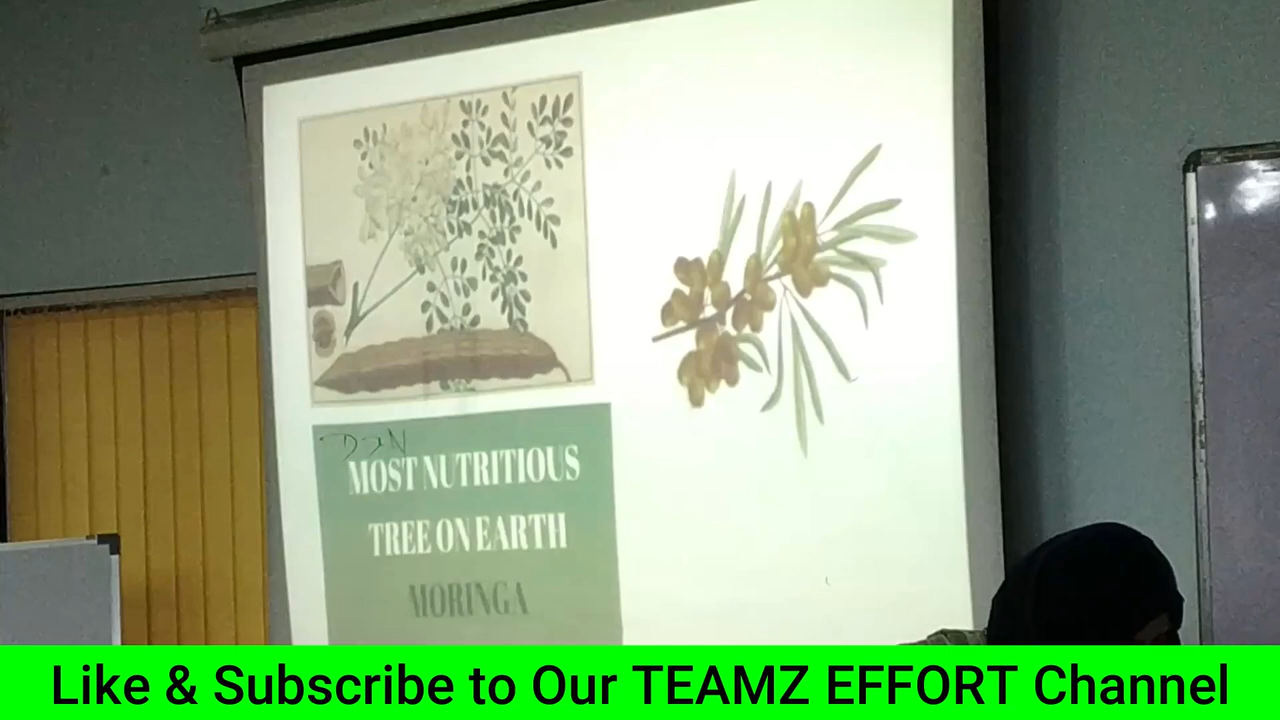 MOST NUTRITIOUS
TREE ON EARTH
MORINGA
Like & Subscribe to Our TEAMZ EFFORT Channel